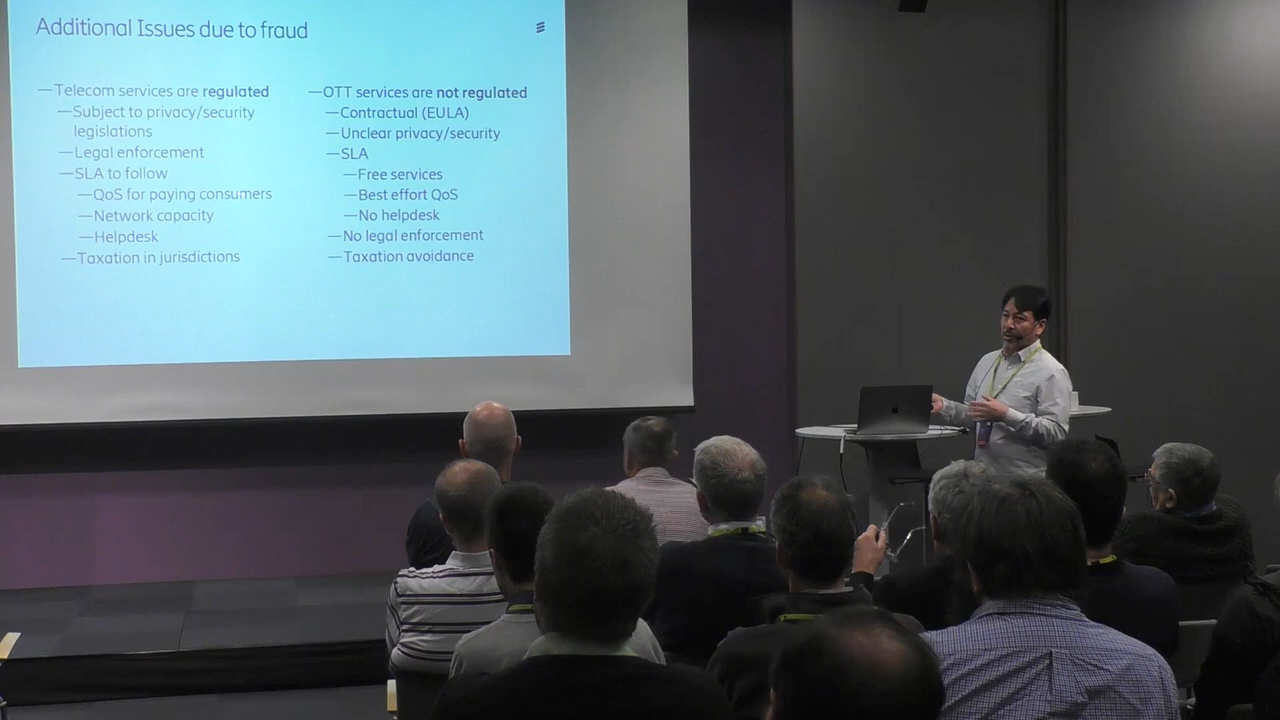 Additional Issues due to fraud
—Telecom services are regulated
—Subject to privacy/security
legislations
—Legal enforcement
—SLA to follow
—QoS for paying consumers
—Network capacity
—Helpdesk
—Taxation in jurisdictions
—OTT services are not regulated
—Contractual (EULA)
—Unclear privacy/security
—SLA
—Free services
—Best effort QoS
—No helpdesk
—No legal enforcement
—Taxation avoidance